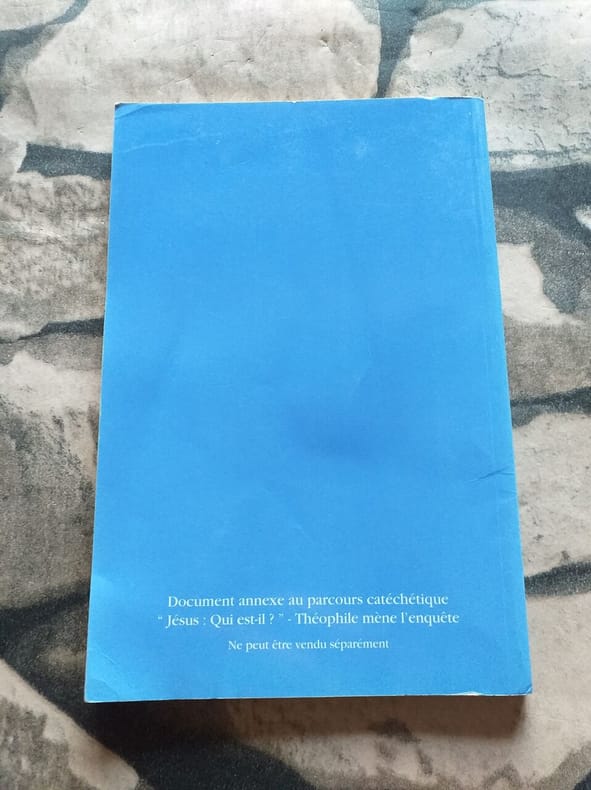 Document annexe au parcours catéchétique
“ Jésus : Qui est-il ? ” - Théophile mène l'enquête
Ne peut être vendu séparément